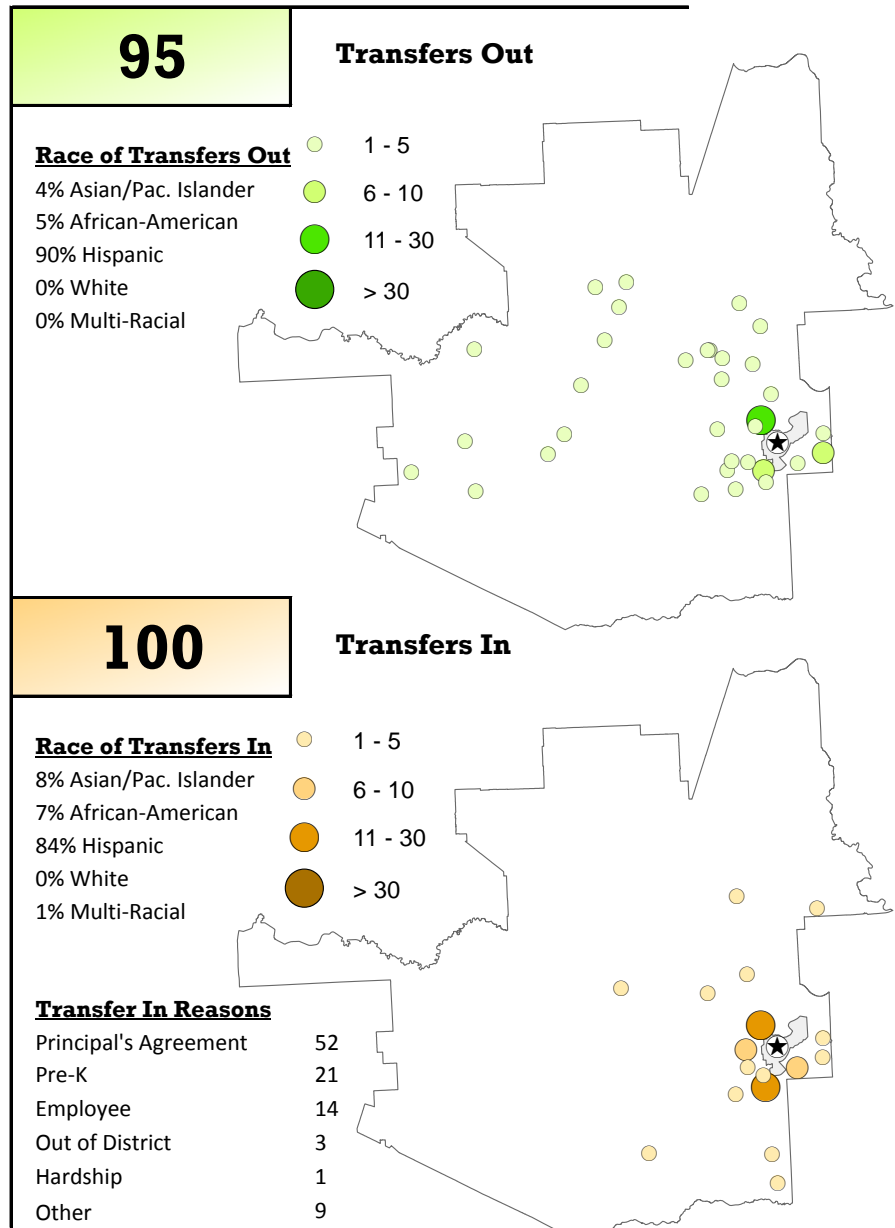 95
Transfers Out
Race of Transfers Out
4% Asian/Pac. Islander
5% African-American
90% Hispanic
0% White
0% Multi-Racial
1 - 5
6 - 10
11 - 30
> 30
100
Transfers In
Race of Transfers In
8% Asian/Pac. Islander
7% African-American
84% Hispanic
0% White
1% Multi-Racial
1 - 5
6 - 10
11 - 30
> 30
Transfer In Reasons
Principal's Agreement 52
Pre-K 21
Employee 14
Out of District 3
Hardship 1
Other 9